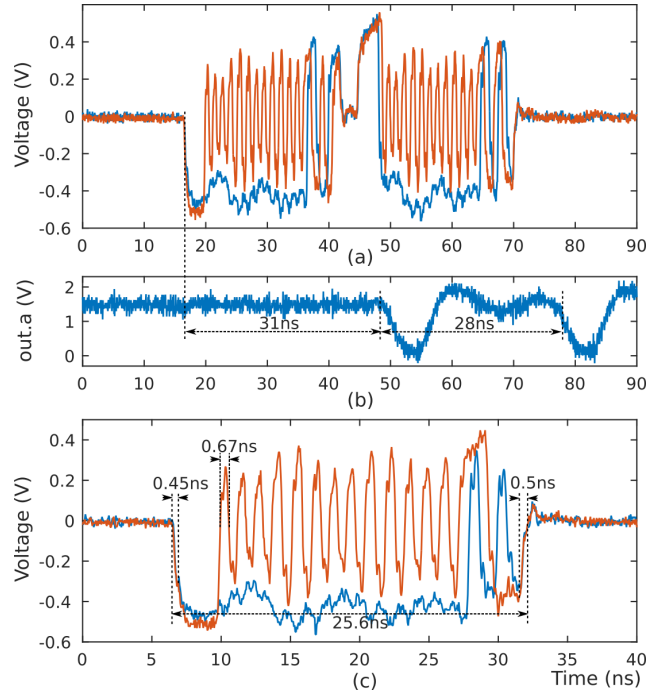 0.4
0.2
0
-0.2
-0.4
-0.6
Voltage (V)
0 10 20 30 40 50 60 70 80 90
(a)
2
1
0
out.a (V)
31ns
28ns
0 10 20 30 40 50 60 70 80 90
(b)
0.4
0.2
0
-0.2
-0.4
-0.6
Voltage (V)
0.67ns
0.45ns
0.5ns
25.6ns
0 5 10 15 20 25 30 35 40
Time (ns)
(c)